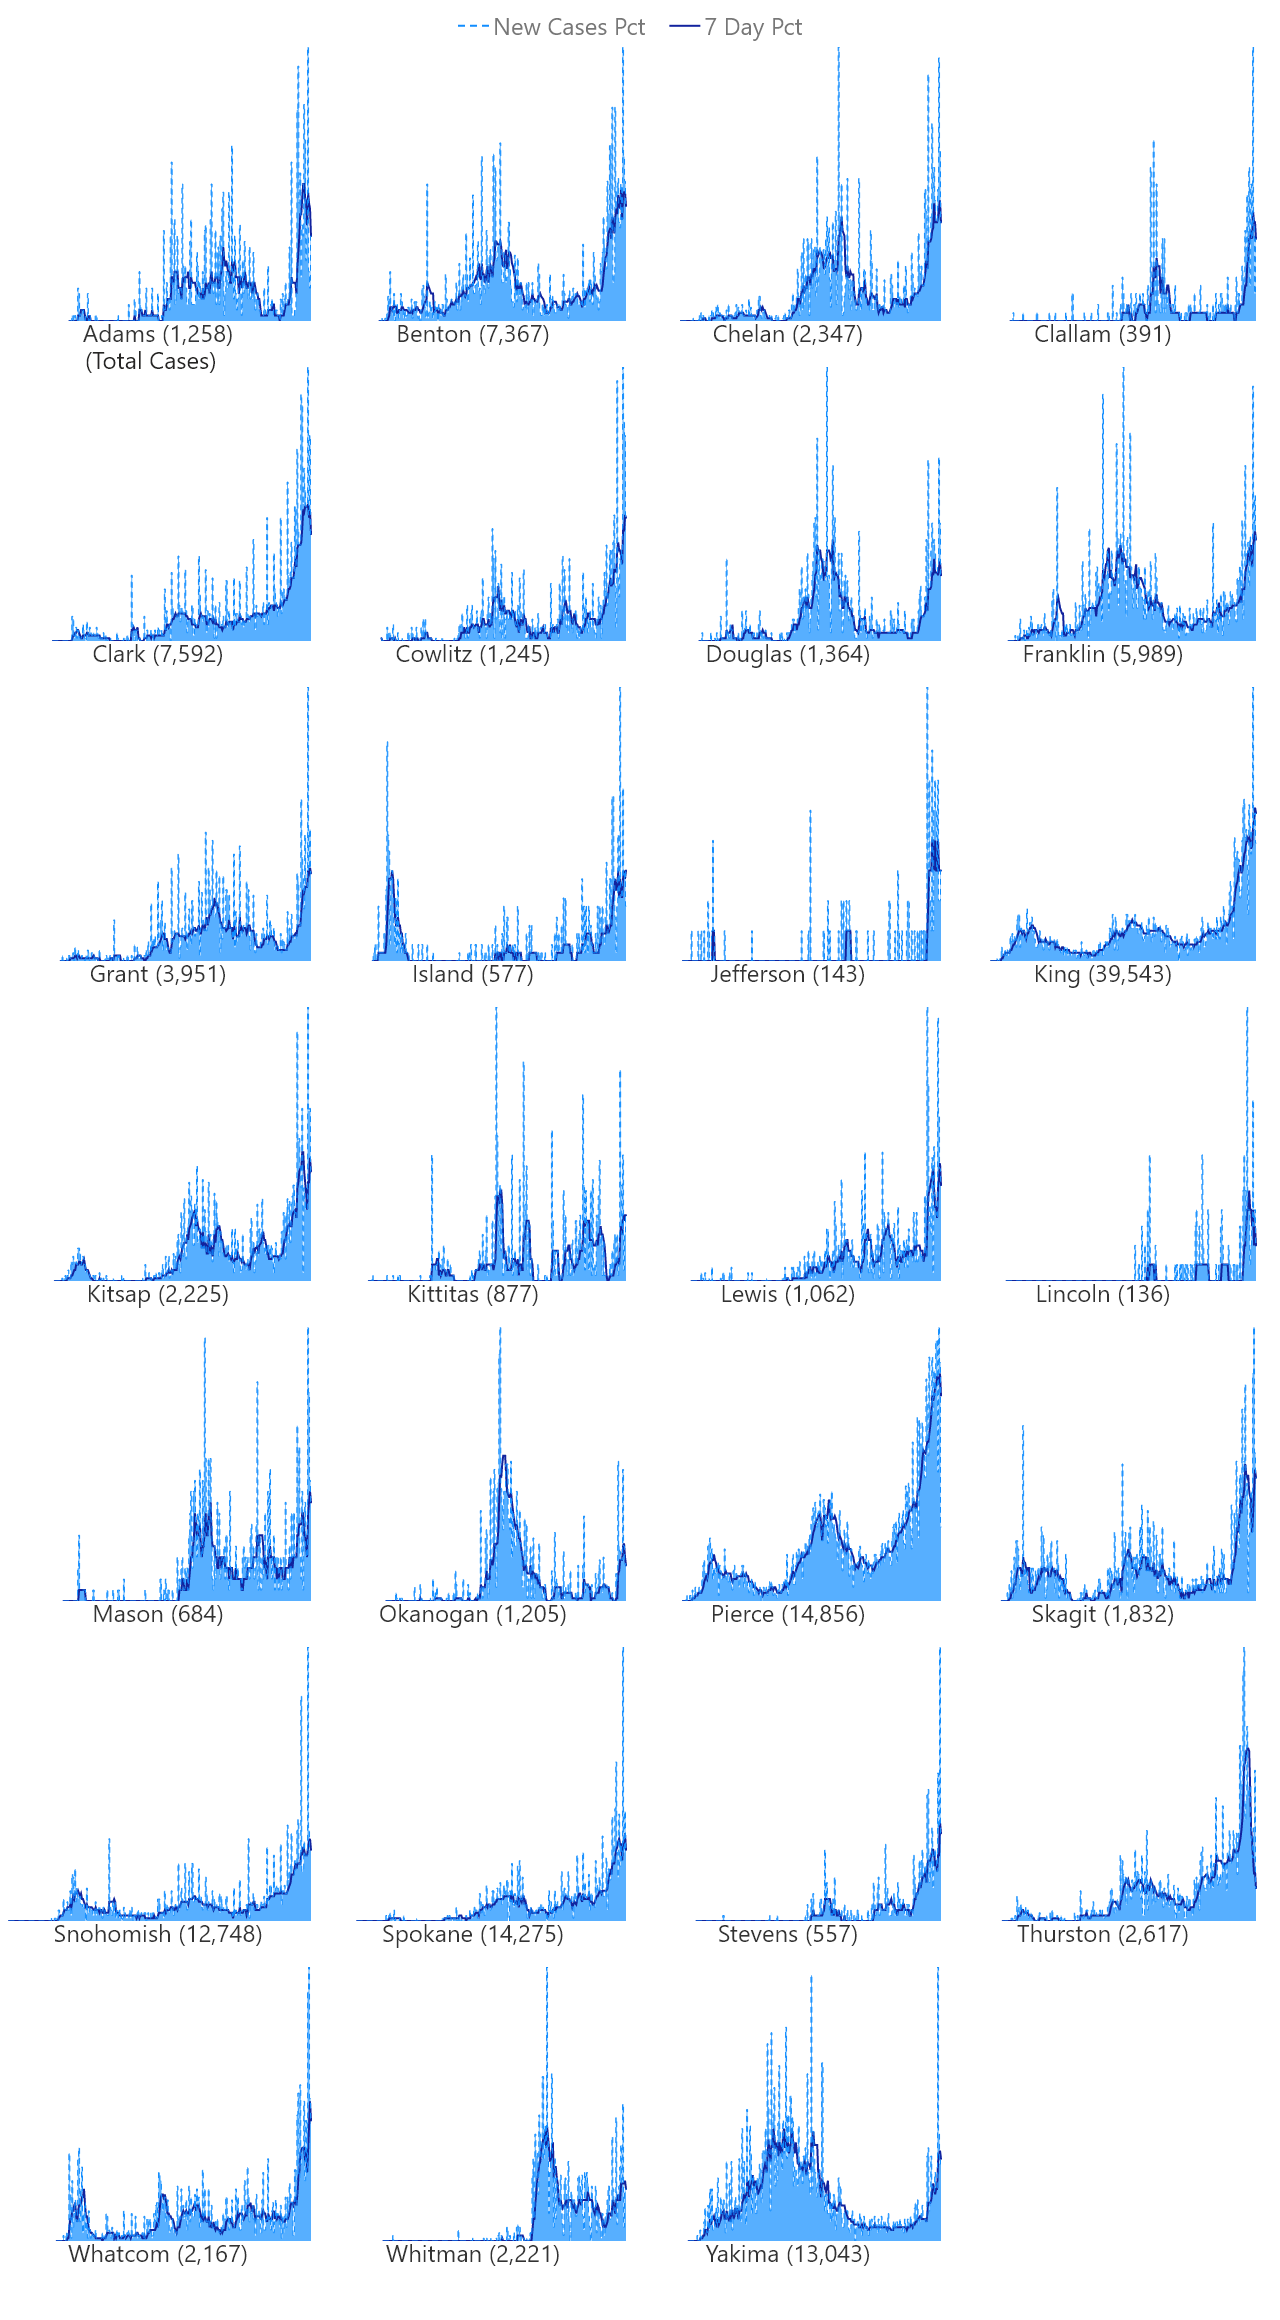 New Cases Pct 7 Day Pct
Adams (1,258) Benton (7,367) Chelan (2,347) Clallam (391)
(Total Cases)
Clark (7,592) Cowlitz (1,245) Douglas (1,364) Franklin (5,989)
Grant (3,951) Island (577) Jefferson (143) King (39,543)
Kitsap (2,225) Kittitas (877) Lewis (1,062) Lincoln (136)
Mason (684) Okanogan (1,205) Pierce (14,856) Skagit (1,832)
Snohomish (12,748) Spokane (14,275) Stevens (557) Thurston (2,617)
Whatcom (2,167) Whitman (2,221) Yakima (13,043)